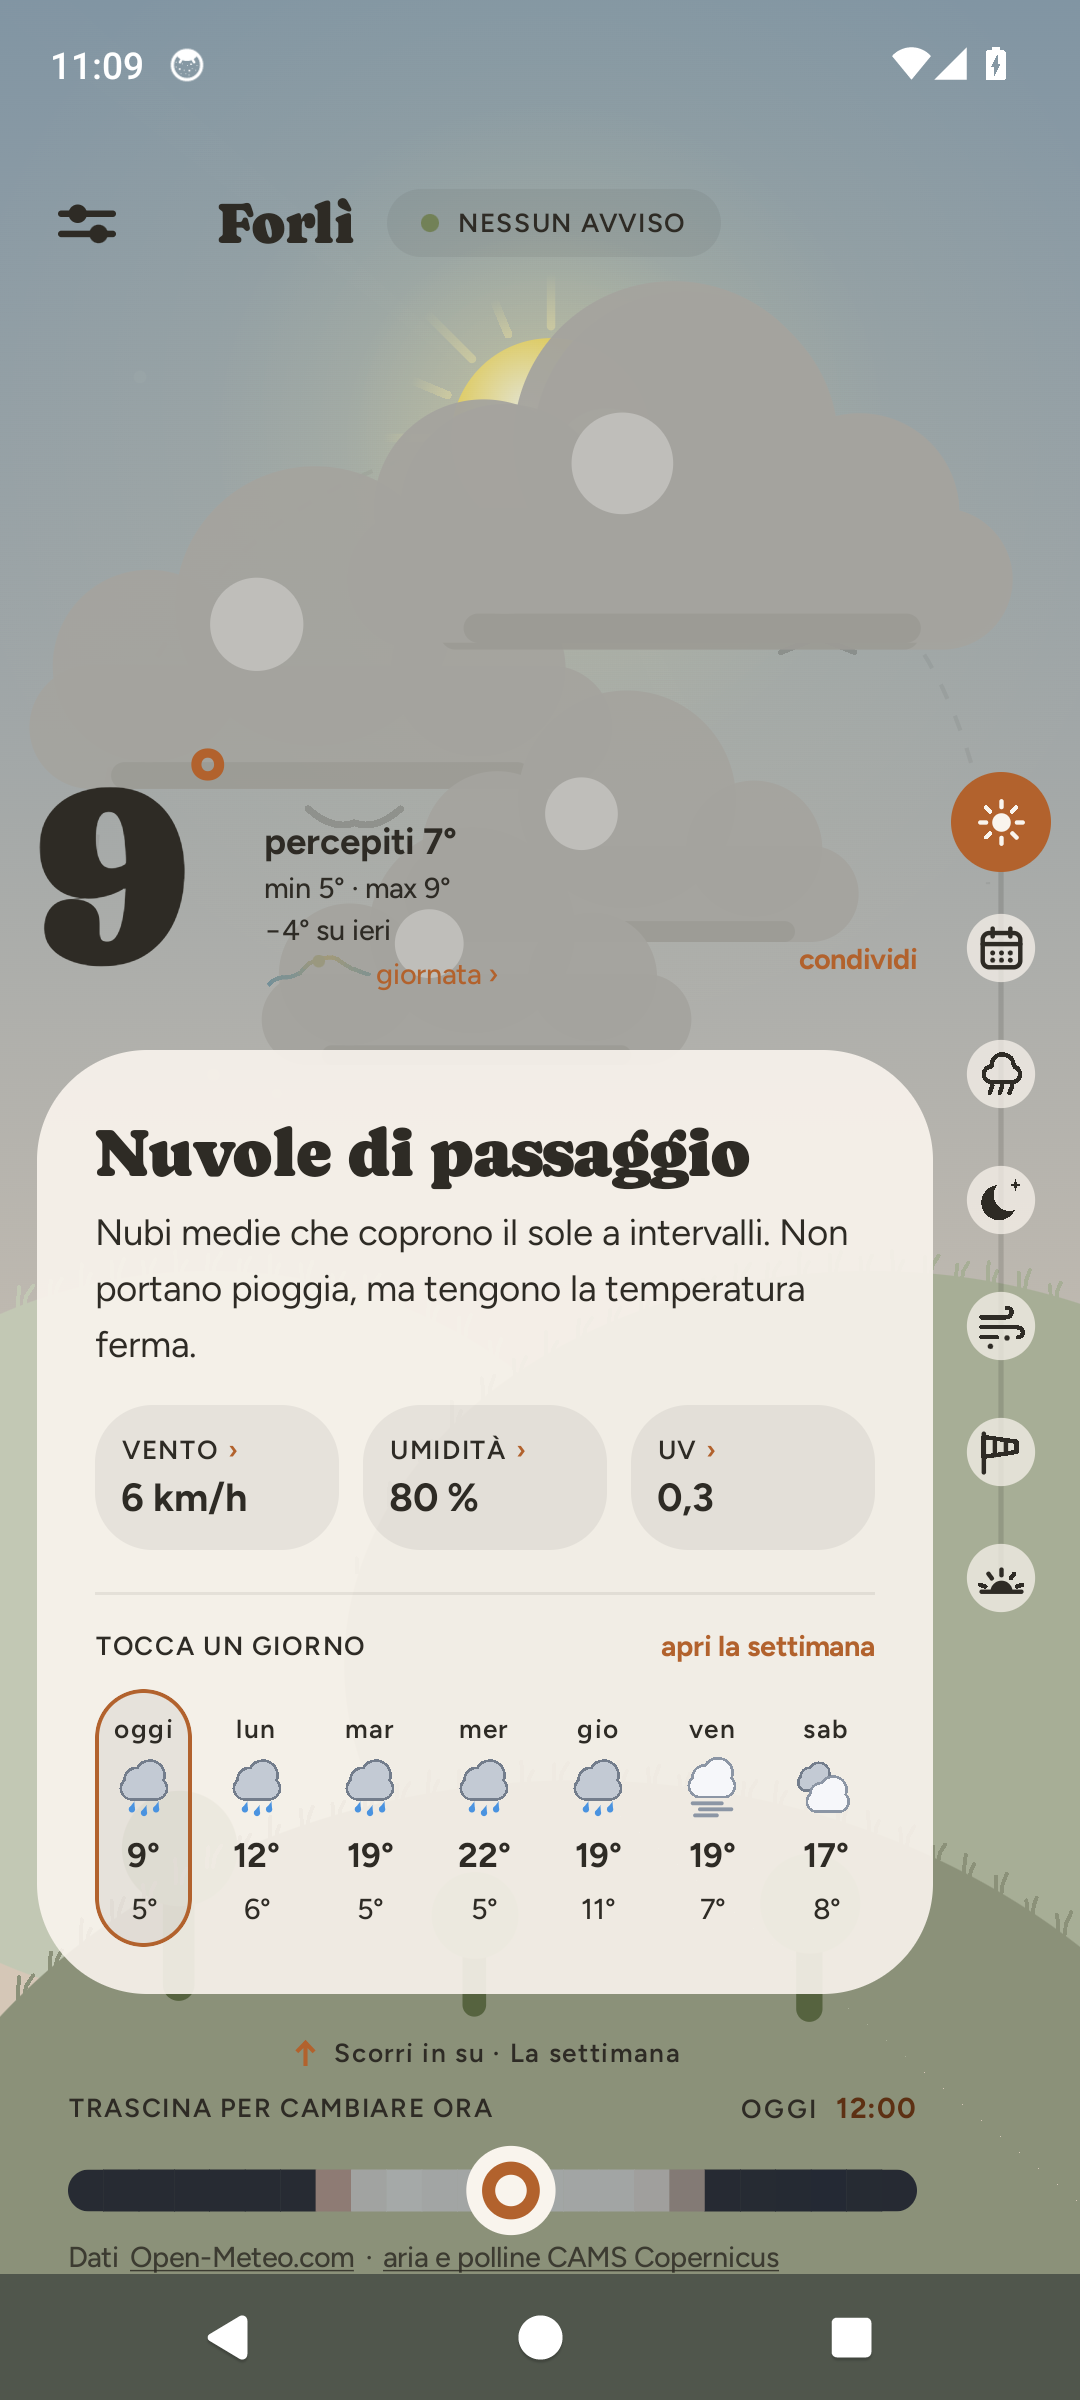 11:09
Forlì
NESSUN AVVISO
9
percepiti 7°
min 5° · max 9°
−4° su ieri
giornata ›
condividi
Nuvole di passaggio
Nubi medie che coprono il sole a intervalli. Non
portano pioggia, ma tengono la temperatura
ferma.
VENTO › UMIDITÀ › UV ›
6 km/h 80 % 0,3
TOCCA UN GIORNO apri la settimana
oggi lun mar mer gio ven sab
9° 12° 19° 22° 19° 19° 17°
5° 6° 5° 5° 11° 7° 8°
↑ Scorri in su · La settimana
TRASCINA PER CAMBIARE ORA OGGI 12:00
Dati Open-Meteo.com · aria e polline CAMS Copernicus